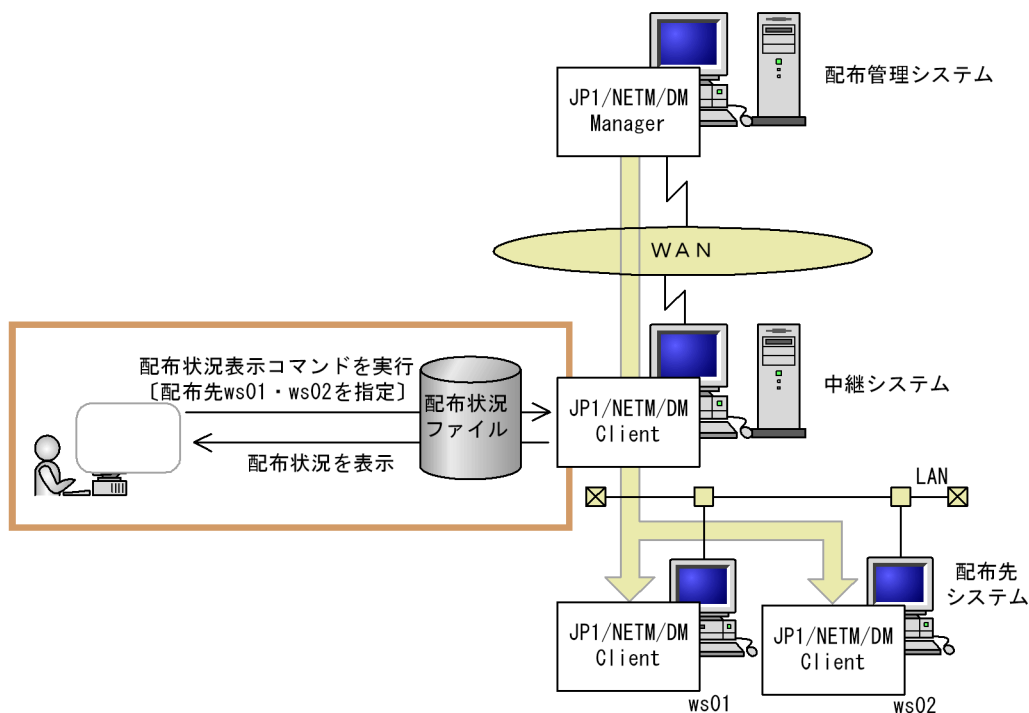 JP1/NETM/DM
Manager
配布管理システム
WAN
配布状況表示コマンドを実行
〔配布先ws01・ws02を指定〕
配布状況
ファイル
配布状況を表示
JP1/NETM/DM
Client
中継システム
LAN
JP1/NETM/DM
Client
ws01
JP1/NETM/DM
Client
ws02
配布先
システム